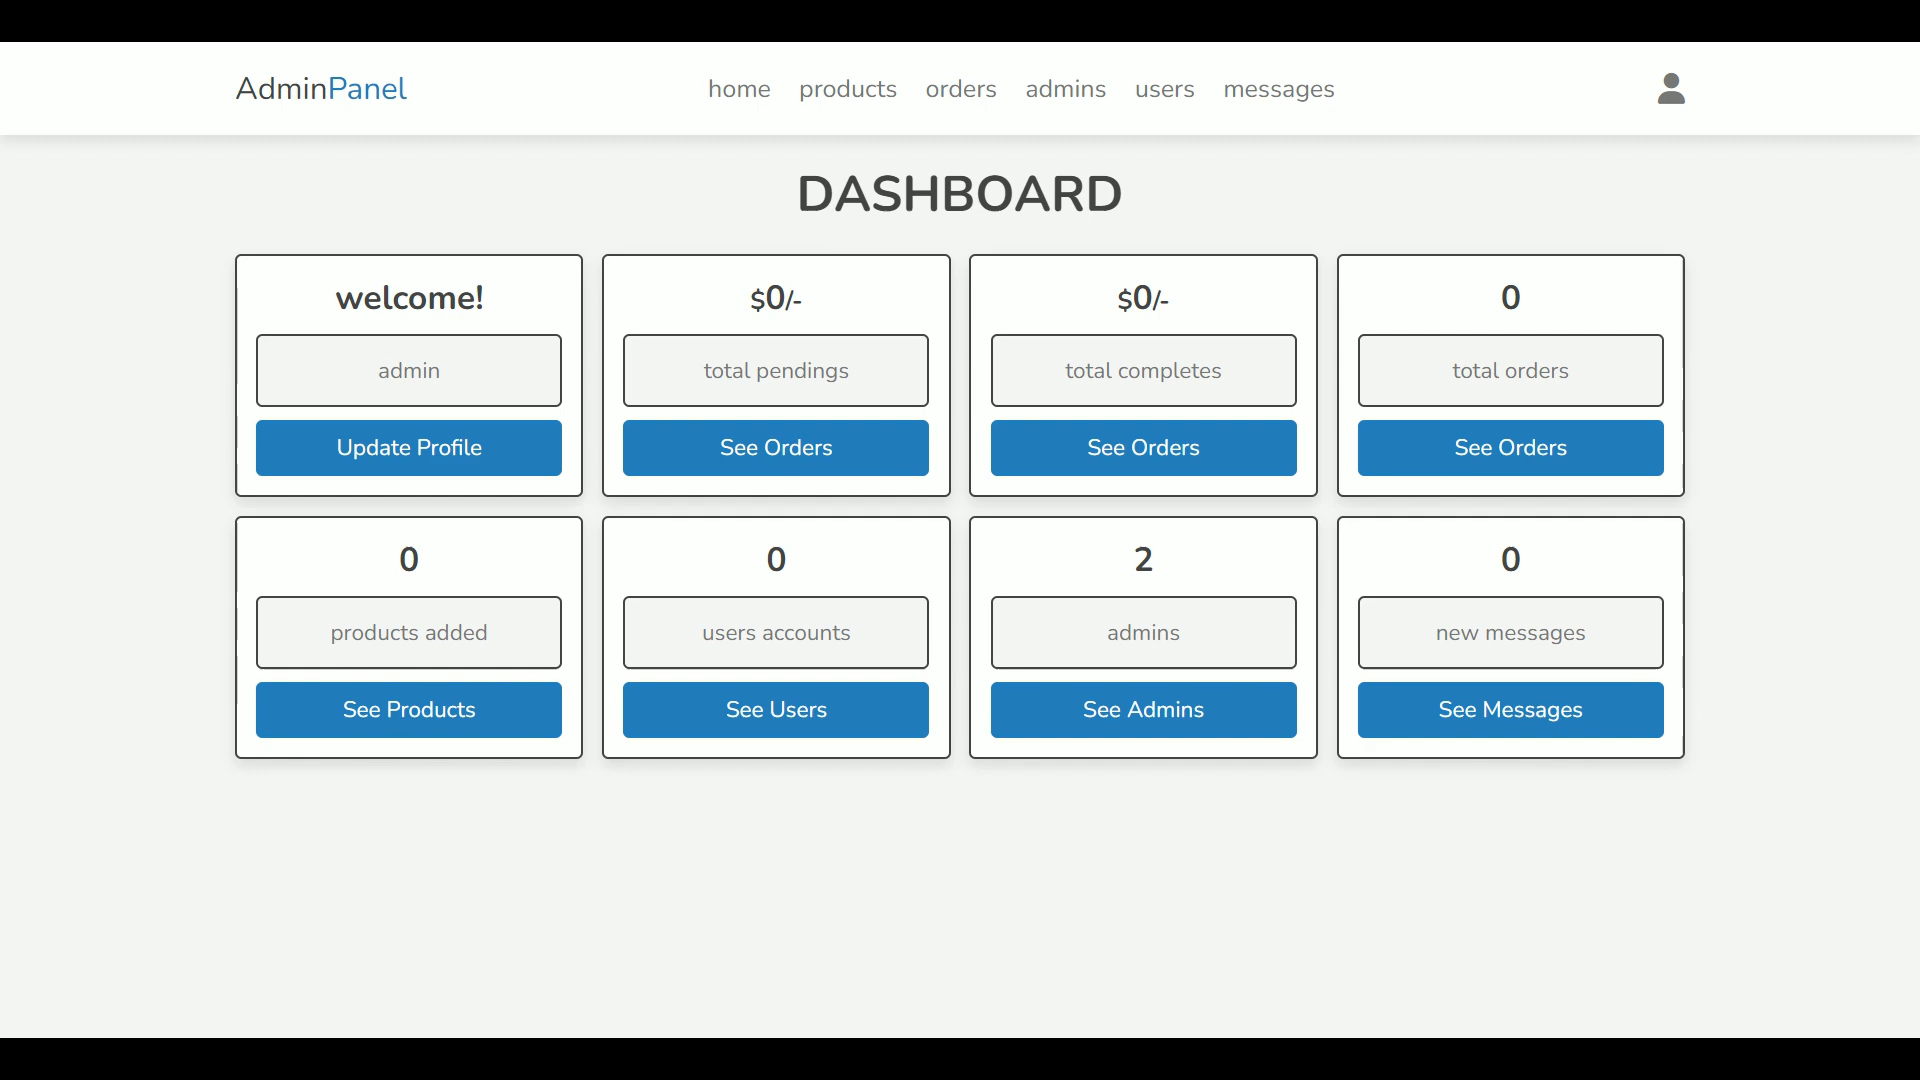 AdminPanel
home products orders admins users messages
DASHBOARD
welcome!
admin
Update Profile
$0/-
total pendings
See Orders
$0/-
total completes
See Orders
0
total orders
See Orders
0
products added
See Products
0
users accounts
See Users
2
admins
See Admins
0
new messages
See Messages